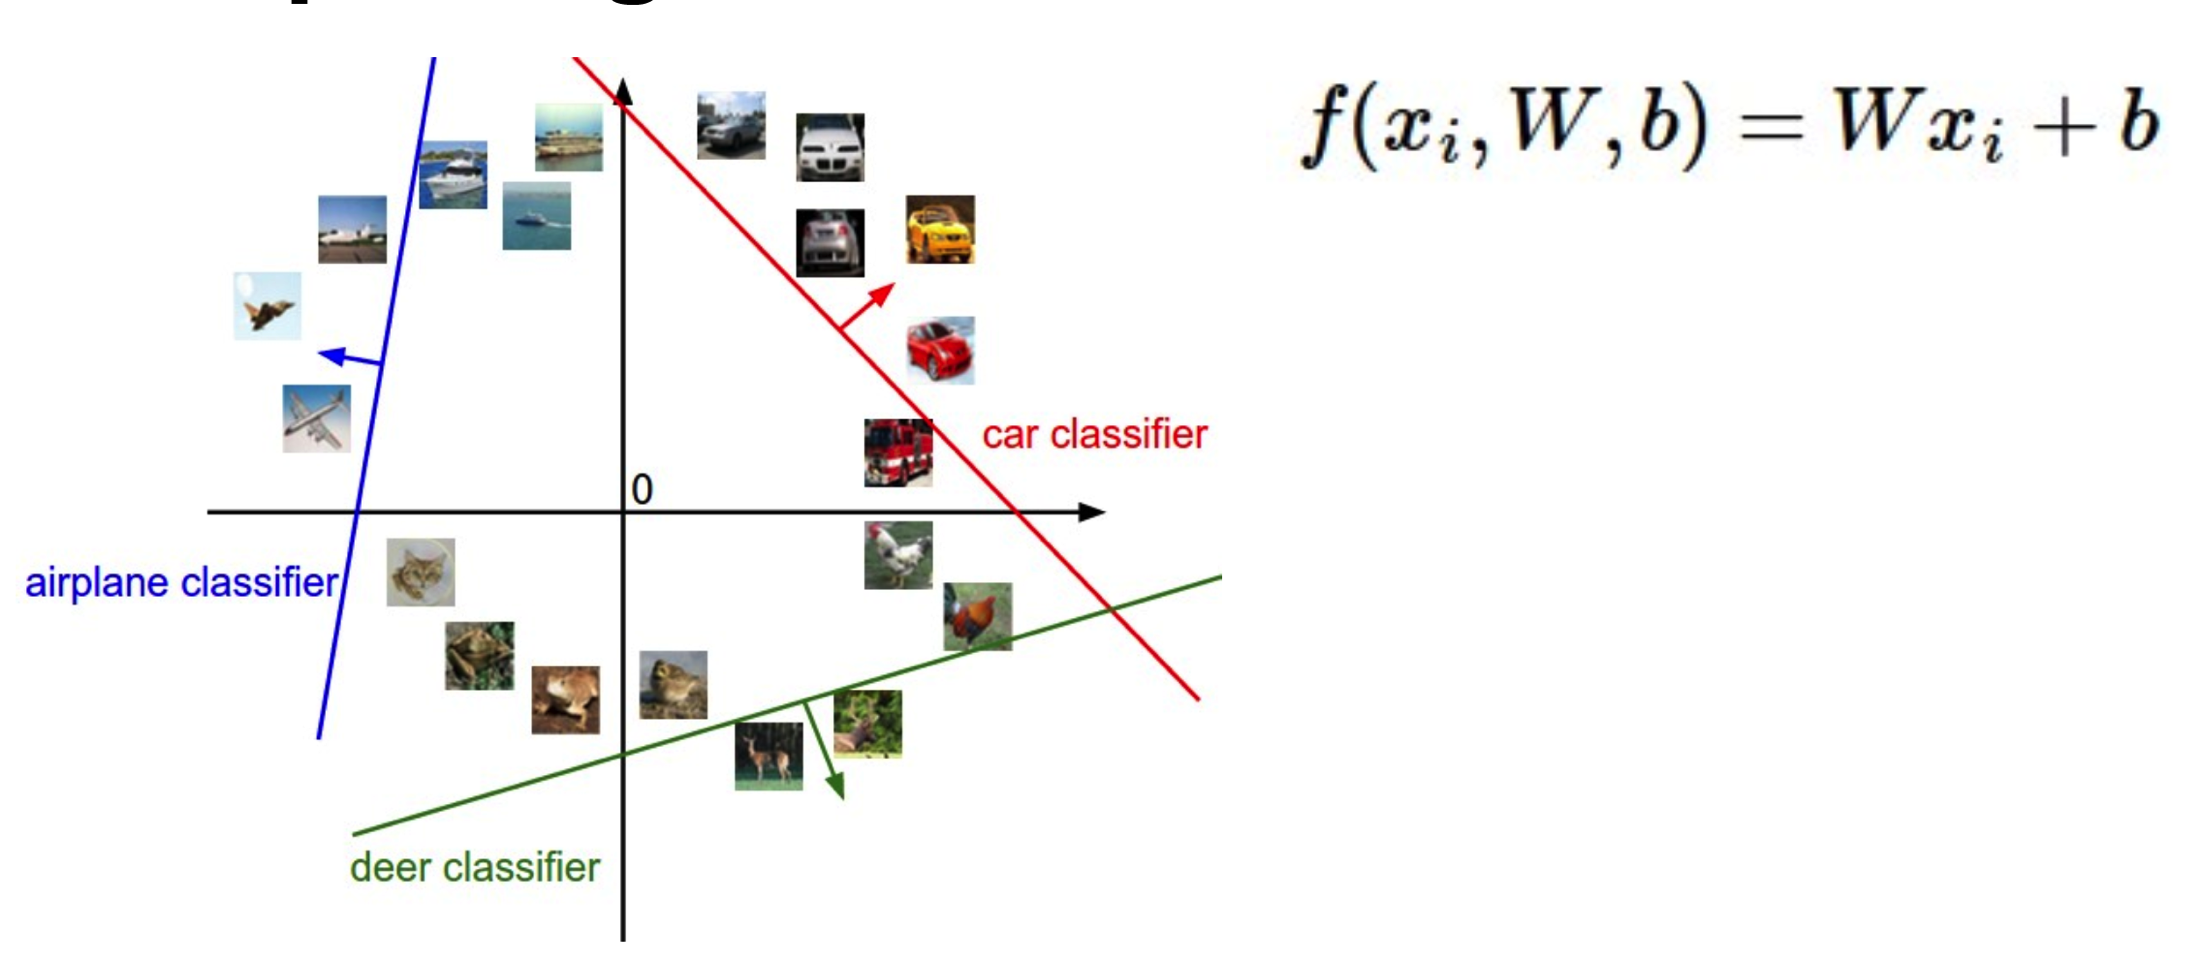 f(x_i, W, b) = Wx_i + b
0
car classifier
airplane classifier
deer classifier